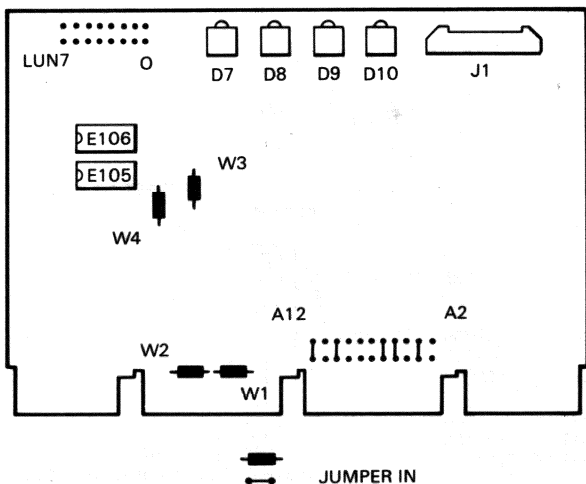 LUN7 O D7 D8 D9 D10 J1
E106
E105
W3
W4
A12 A2
W2
W1
JUMPER IN